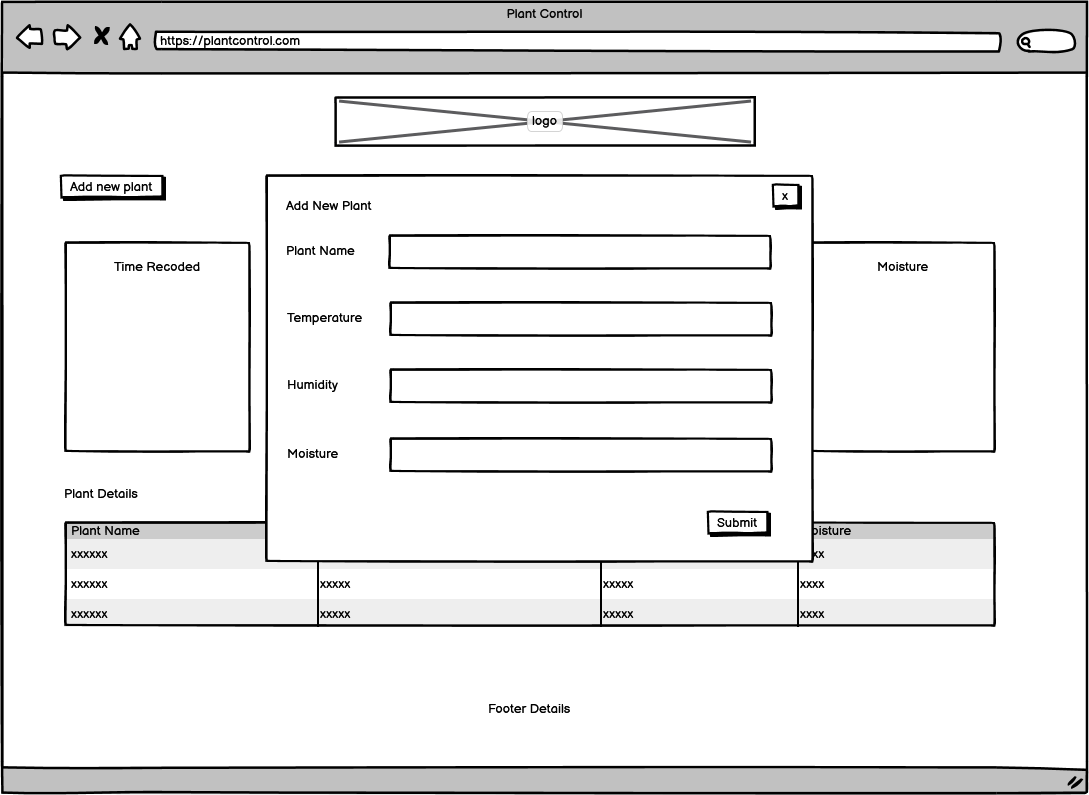 Plant Control
https://plantcontrol.com
logo
Add new plant
Add New Plant
x
Plant Name
Temperature
Humidity
Moisture
Submit
Time Recoded
Moisture
Plant Details
Plant Name oisture
xxxxxx xx
xxxxxx xxxxx xxxxx xxxx
xxxxxx xxxxx xxxxx xxxx
Footer Details